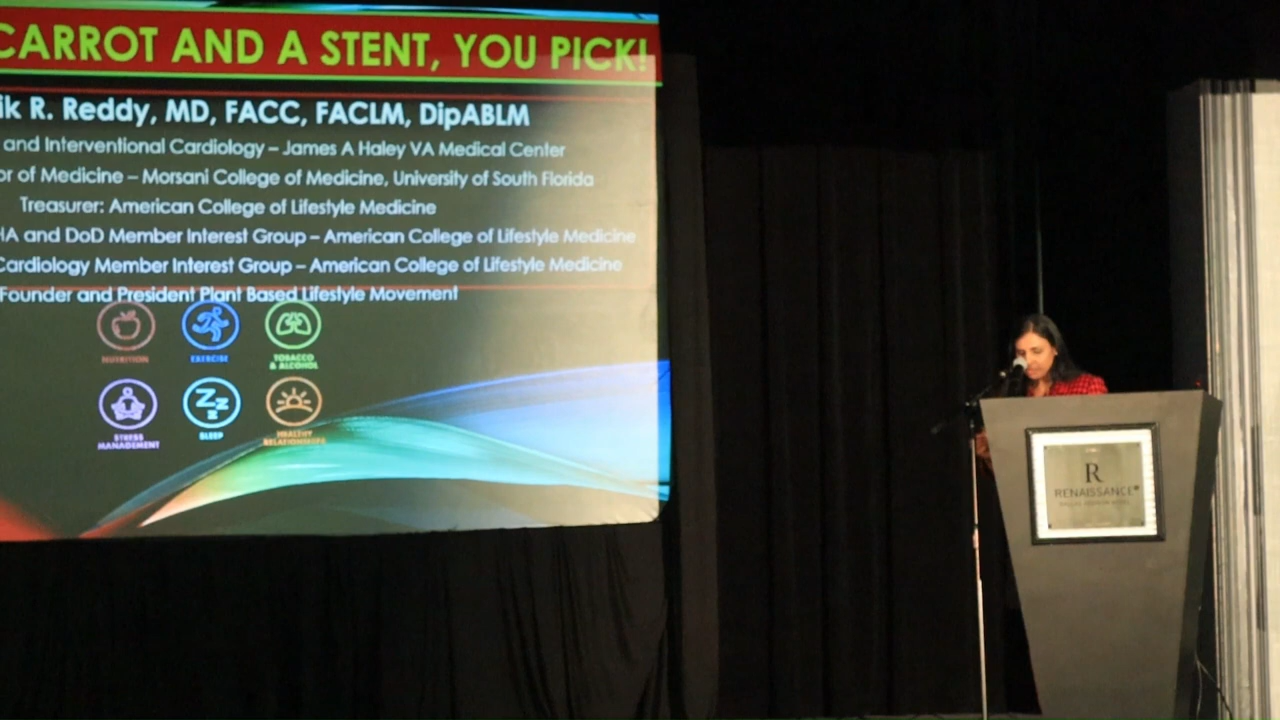 CARROT AND A STENT, YOU PICK!
ik R. Reddy, MD, FACC, FACLM, DipABLM
and Interventional Cardiology – James A Haley VA Medical Center
or of Medicine – Morsani College of Medicine, University of South Florida
Treasurer: American College of Lifestyle Medicine
HA and DoD Member Interest Group – American College of Lifestyle Medicine
Cardiology Member Interest Group – American College of Lifestyle Medicine
Founder and President Plant Based Lifestyle Movement
NUTRITION
EXERCISE
TOBACCO
& ALCOHOL
STRESS
MANAGEMENT
SLEEP
HEALTHY
RELATIONSHIPS
R
RENAISSANCE